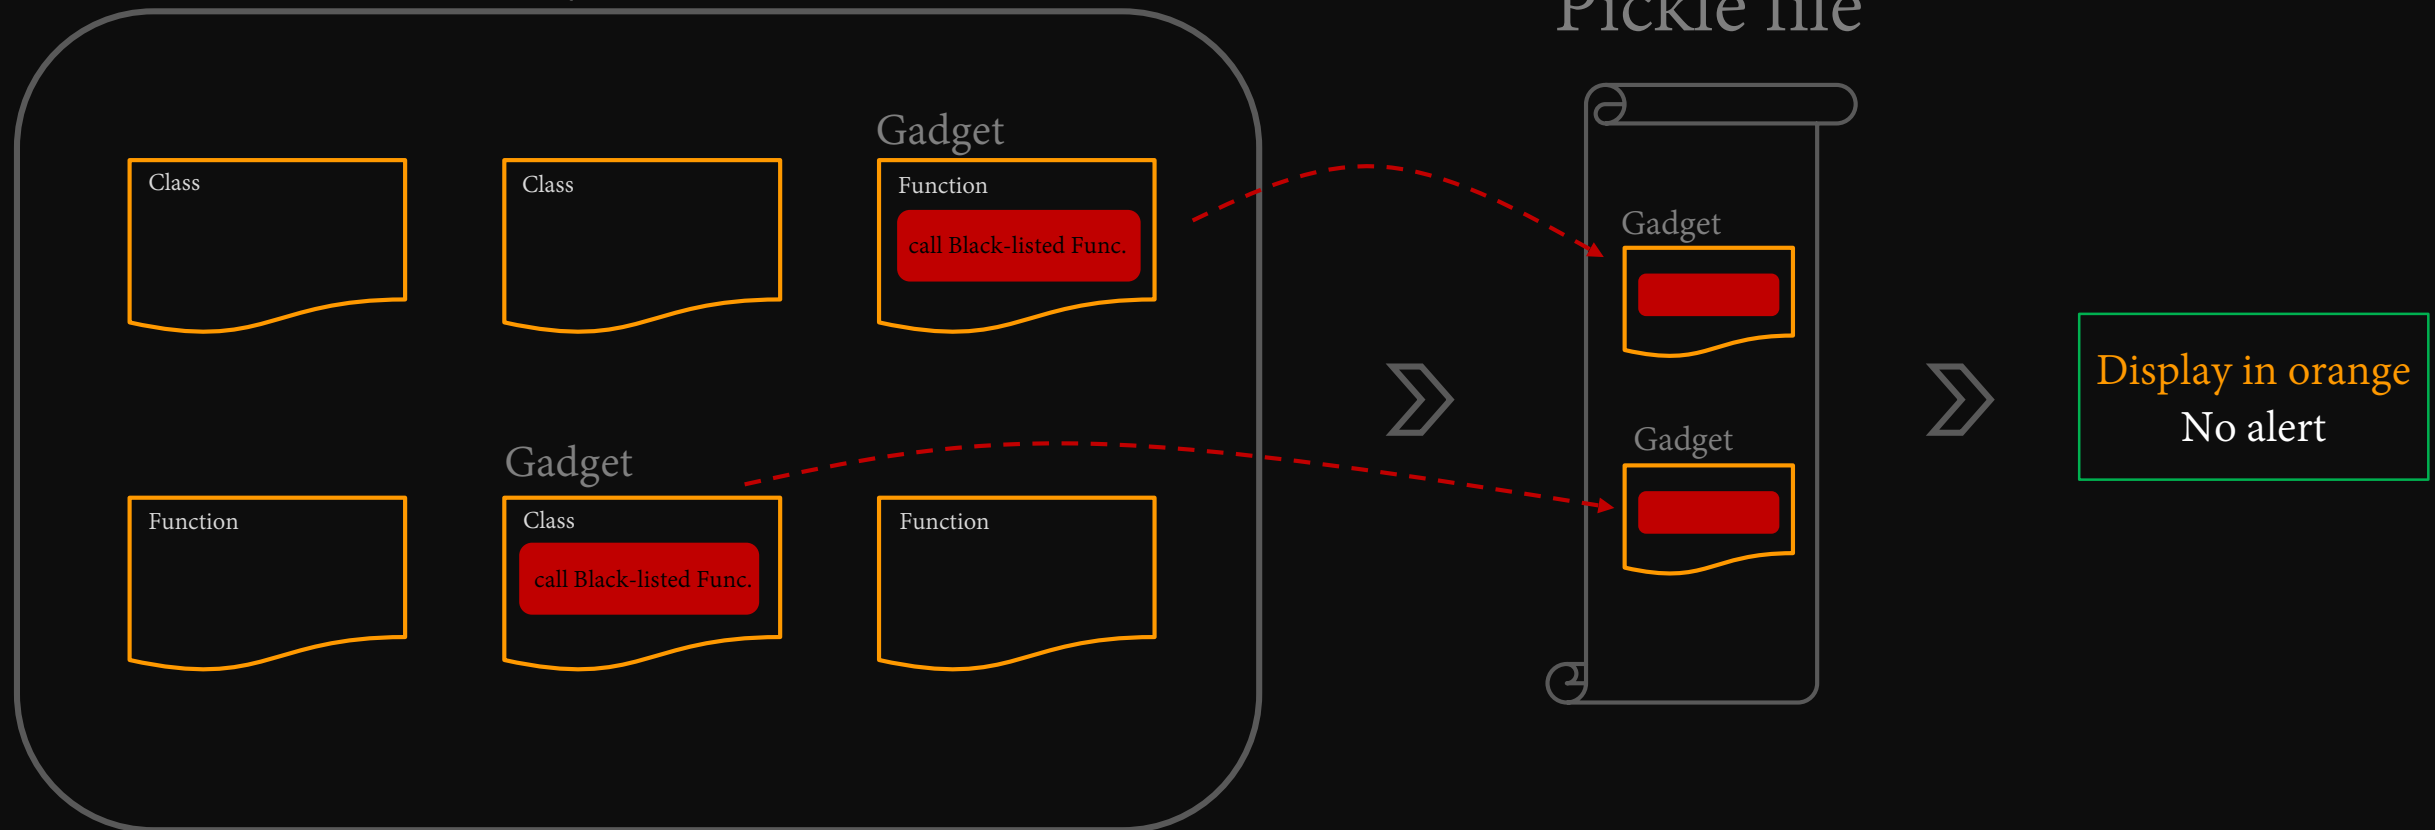 Pickle file
Gadget
Class
Class
Function
call Black-listed Func.
Gadget
Gadget
Function
Class
call Black-listed Func.
Function
Gadget
Display in orange
No alert